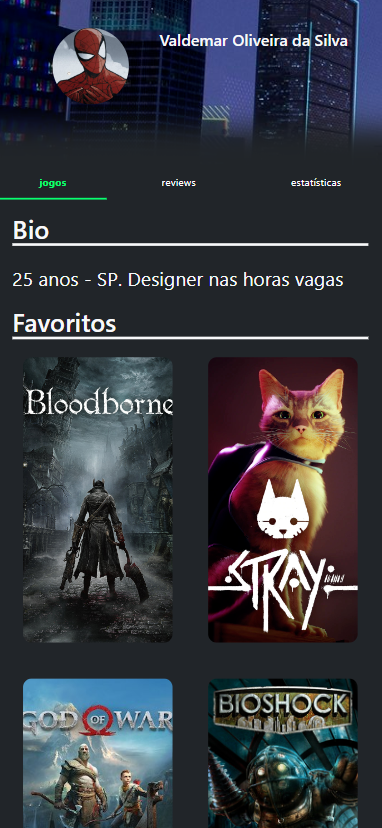 Valdemar Oliveira da Silva
jogos reviews estatísticas
Bio
25 anos - SP. Designer nas horas vagas
Favoritos
Bloodborne
STRAY
GOD OF WAR
BIOSHOCK